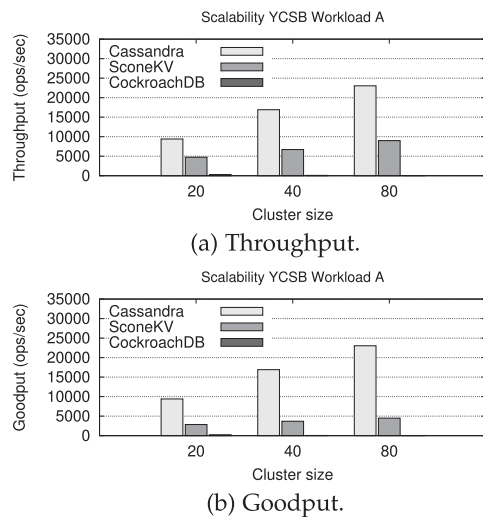 Scalability YCSB Workload A
35000
30000
25000
20000
15000
10000
5000
0
Throughput (ops/sec)
Cassandra
SconeKV
CockroachDB
20 40 80
Cluster size
(a) Throughput.
Scalability YCSB Workload A
35000
30000
25000
20000
15000
10000
5000
0
Goodput (ops/sec)
Cassandra
SconeKV
CockroachDB
20 40 80
Cluster size
(b) Goodput.